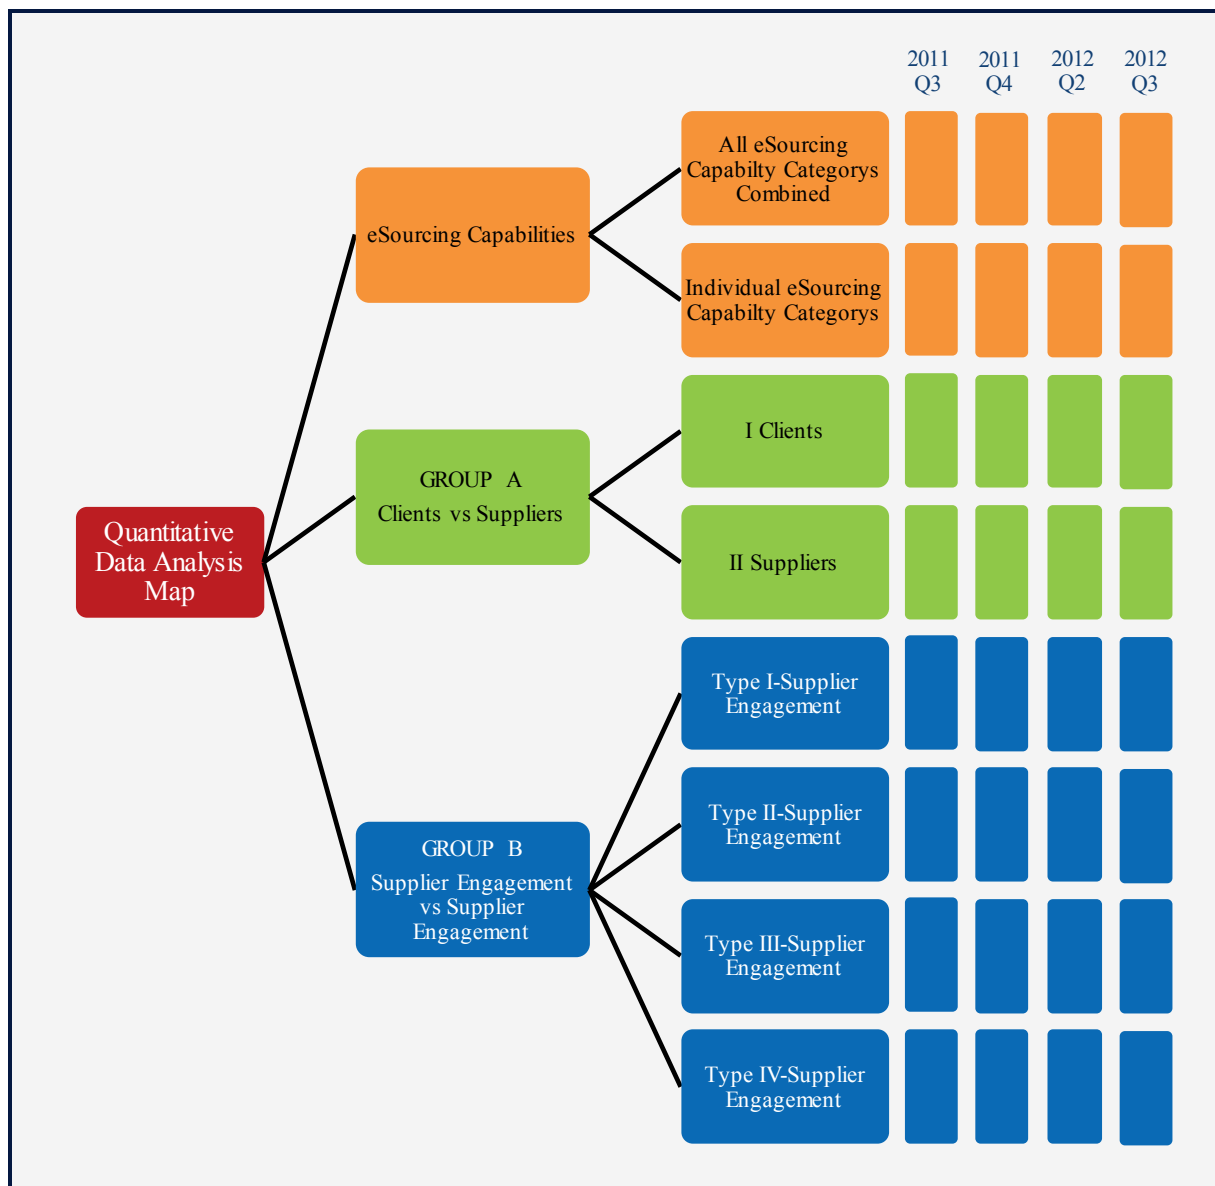 2011
Q3
2011
Q4
2012
Q2
2012
Q3
All eSourcing
Capabilty Categorys
Combined
eSourcing Capabilities
Individual eSourcing
Capabilty Categorys
I Clients
GROUP A
Clients vs Suppliers
Quantitative
Data Analysis
Map
II Suppliers
Type I-Supplier
Engagement
Type II-Supplier
Engagement
GROUP B
Supplier Engagement
vs Supplier
Engagement
Type III-Supplier
Engagement
Type IV-Supplier
Engagement